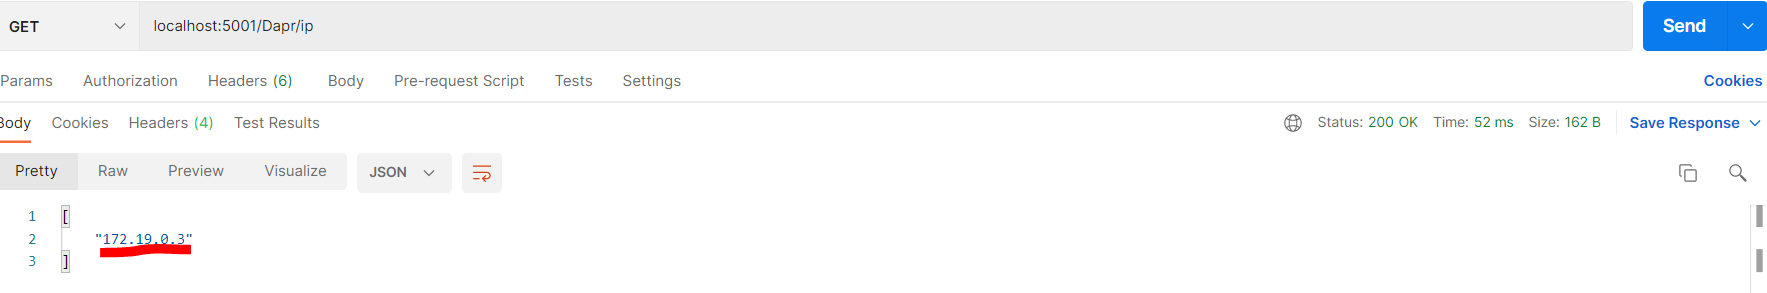 GET localhost:5001/Dapr/ip Send
Params Authorization Headers (6) Body Pre-request Script Tests Settings Cookies
Body Cookies Headers (4) Test Results Status: 200 OK Time: 52 ms Size: 162 B Save Response
Pretty Raw Preview Visualize JSON
1 [
2 "172.19.0.3"
3 ]